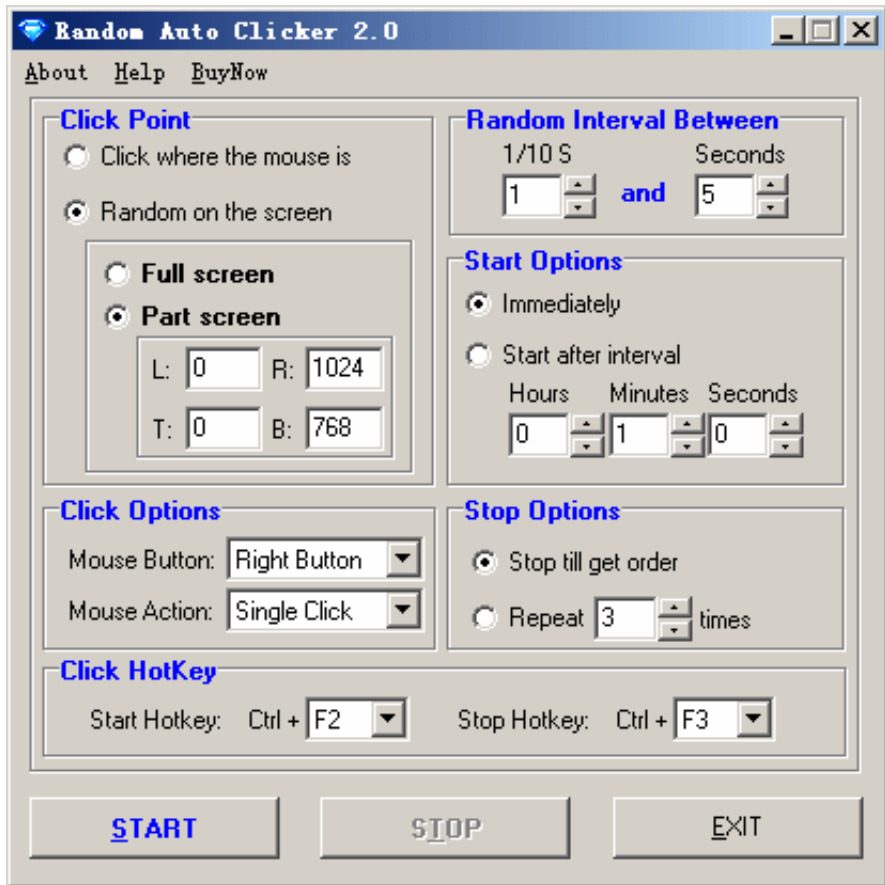 Random Auto Clicker 2.0
About Help BuyNow
Click Point
Click where the mouse is
Random on the screen
Full screen
Part screen
L: 0 R: 1024
T: 0 B: 768
Random Interval Between
1/10 S Seconds
1 and 5
Start Options
Immediately
Start after interval
Hours Minutes Seconds
0 1 0
Click Options
Mouse Button: Right Button
Mouse Action: Single Click
Stop Options
Stop till get order
Repeat 3 times
Click HotKey
Start Hotkey: Ctrl + F2 Stop Hotkey: Ctrl + F3
START STOP EXIT